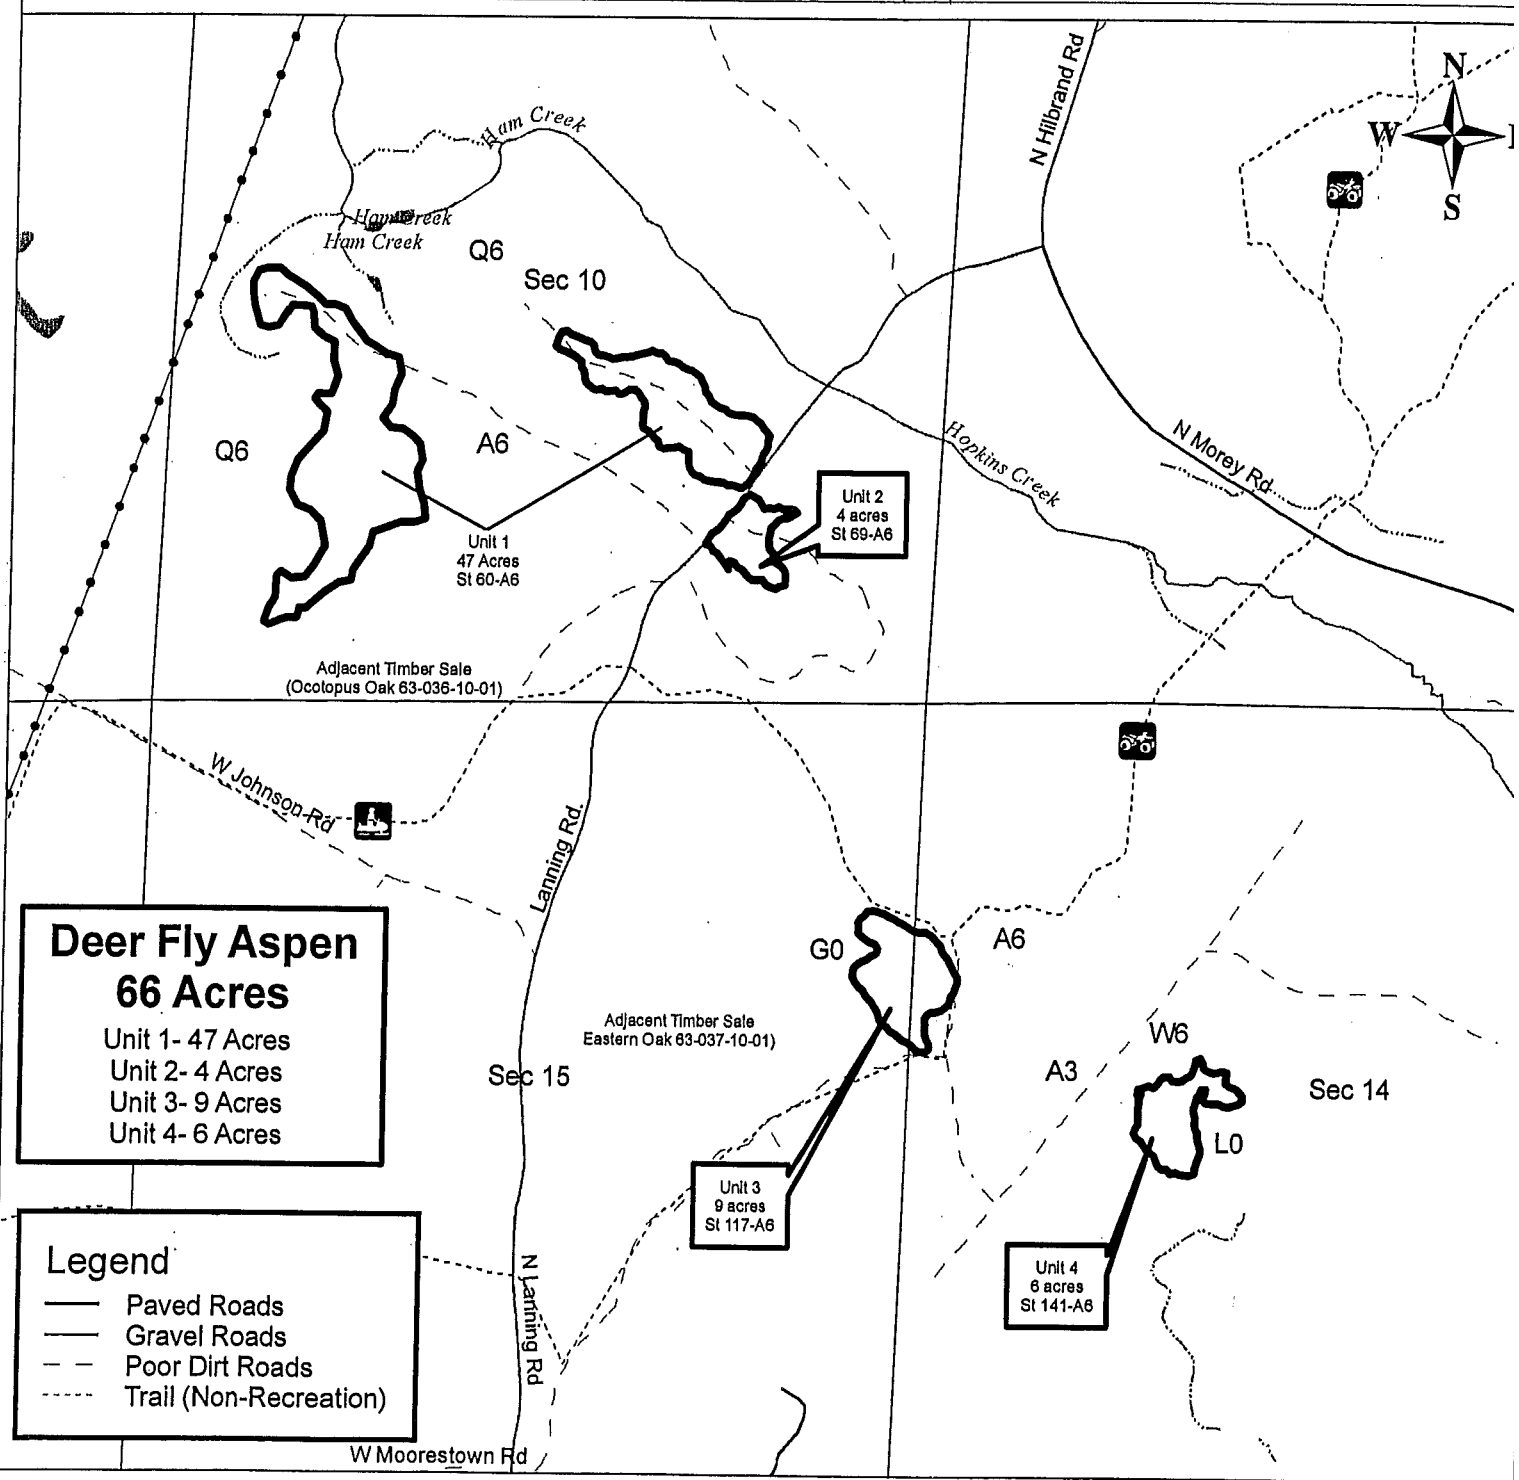 N Hilbrand Rd
N
W
S
Ham Creek
Ham Creek
Ham Creek
Q6
Sec 10
Q6
A6
Hopkins Creek
N Morey Rd
Unit 1
47 Acres
St 60-A6
Unit 2
4 acres
St 69-A6
Adjacent Timber Sale
(Ocotopus Oak 63-036-10-01)
W Johnson Rd
Lanning Rd.
Deer Fly Aspen
66 Acres
Unit 1- 47 Acres
Unit 2- 4 Acres
Unit 3- 9 Acres
Unit 4- 6 Acres
G0
A6
Adjacent Timber Sale
Eastern Oak 63-037-10-01)
Sec 15
W6
A3
Sec 14
L0
Unit 3
9 acres
St 117-A6
Unit 4
6 acres
St 141-A6
N Lanning Rd
Legend
Paved Roads
Gravel Roads
Poor Dirt Roads
Trail (Non-Recreation)
W Moorestown Rd